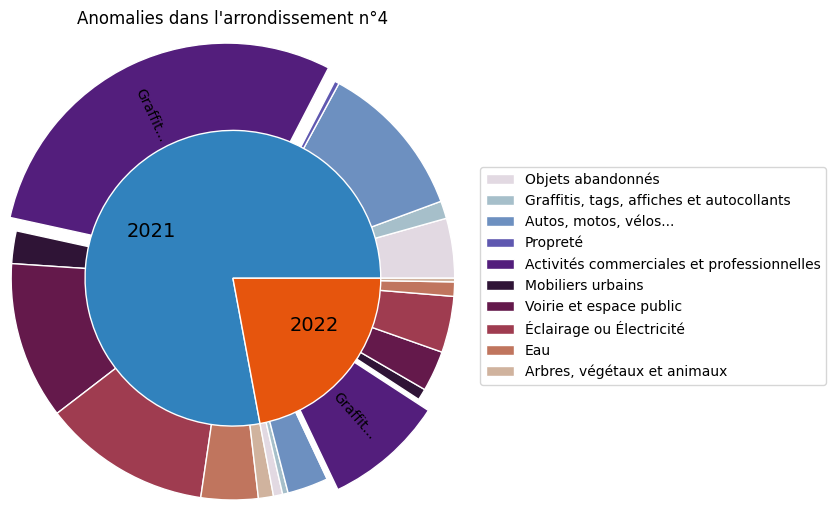 Anomalies dans l'arrondissement n°4
Graffit...
2021
2022
Graffit...
Objets abandonnés
Graffitis, tags, affiches et autocollants
Autos, motos, vélos...
Propreté
Activités commerciales et professionnelles
Mobiliers urbains
Voirie et espace public
Éclairage ou Électricité
Eau
Arbres, végétaux et animaux